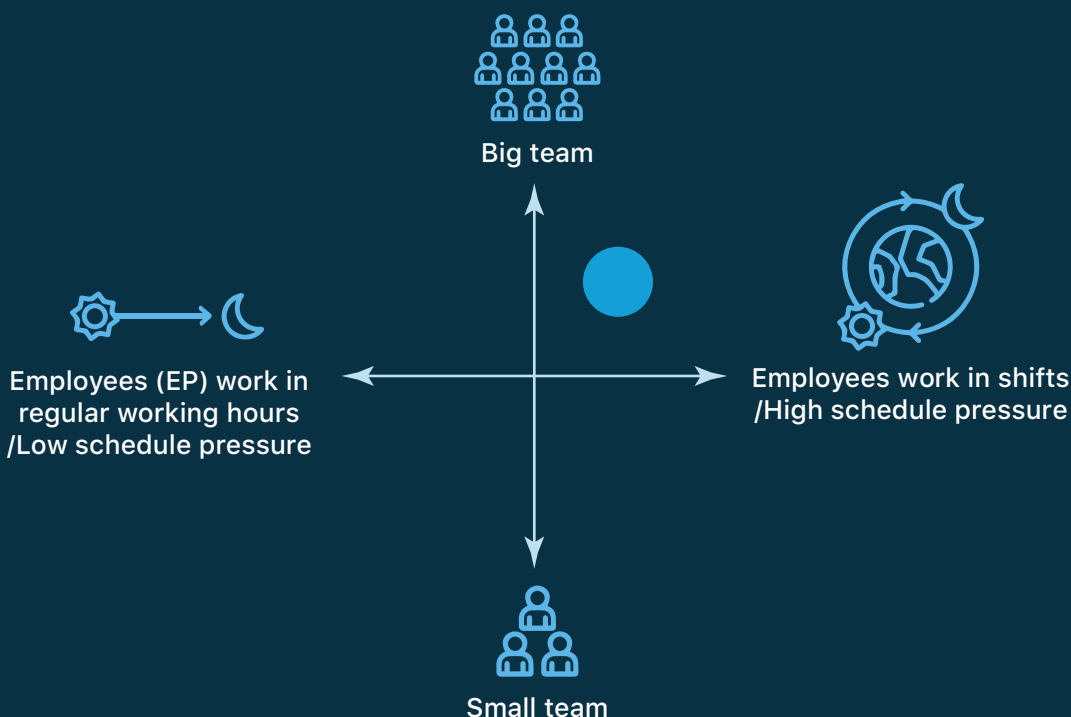 Big team
Employees (EP) work in
regular working hours
/Low schedule pressure
Employees work in shifts
/High schedule pressure
Small team